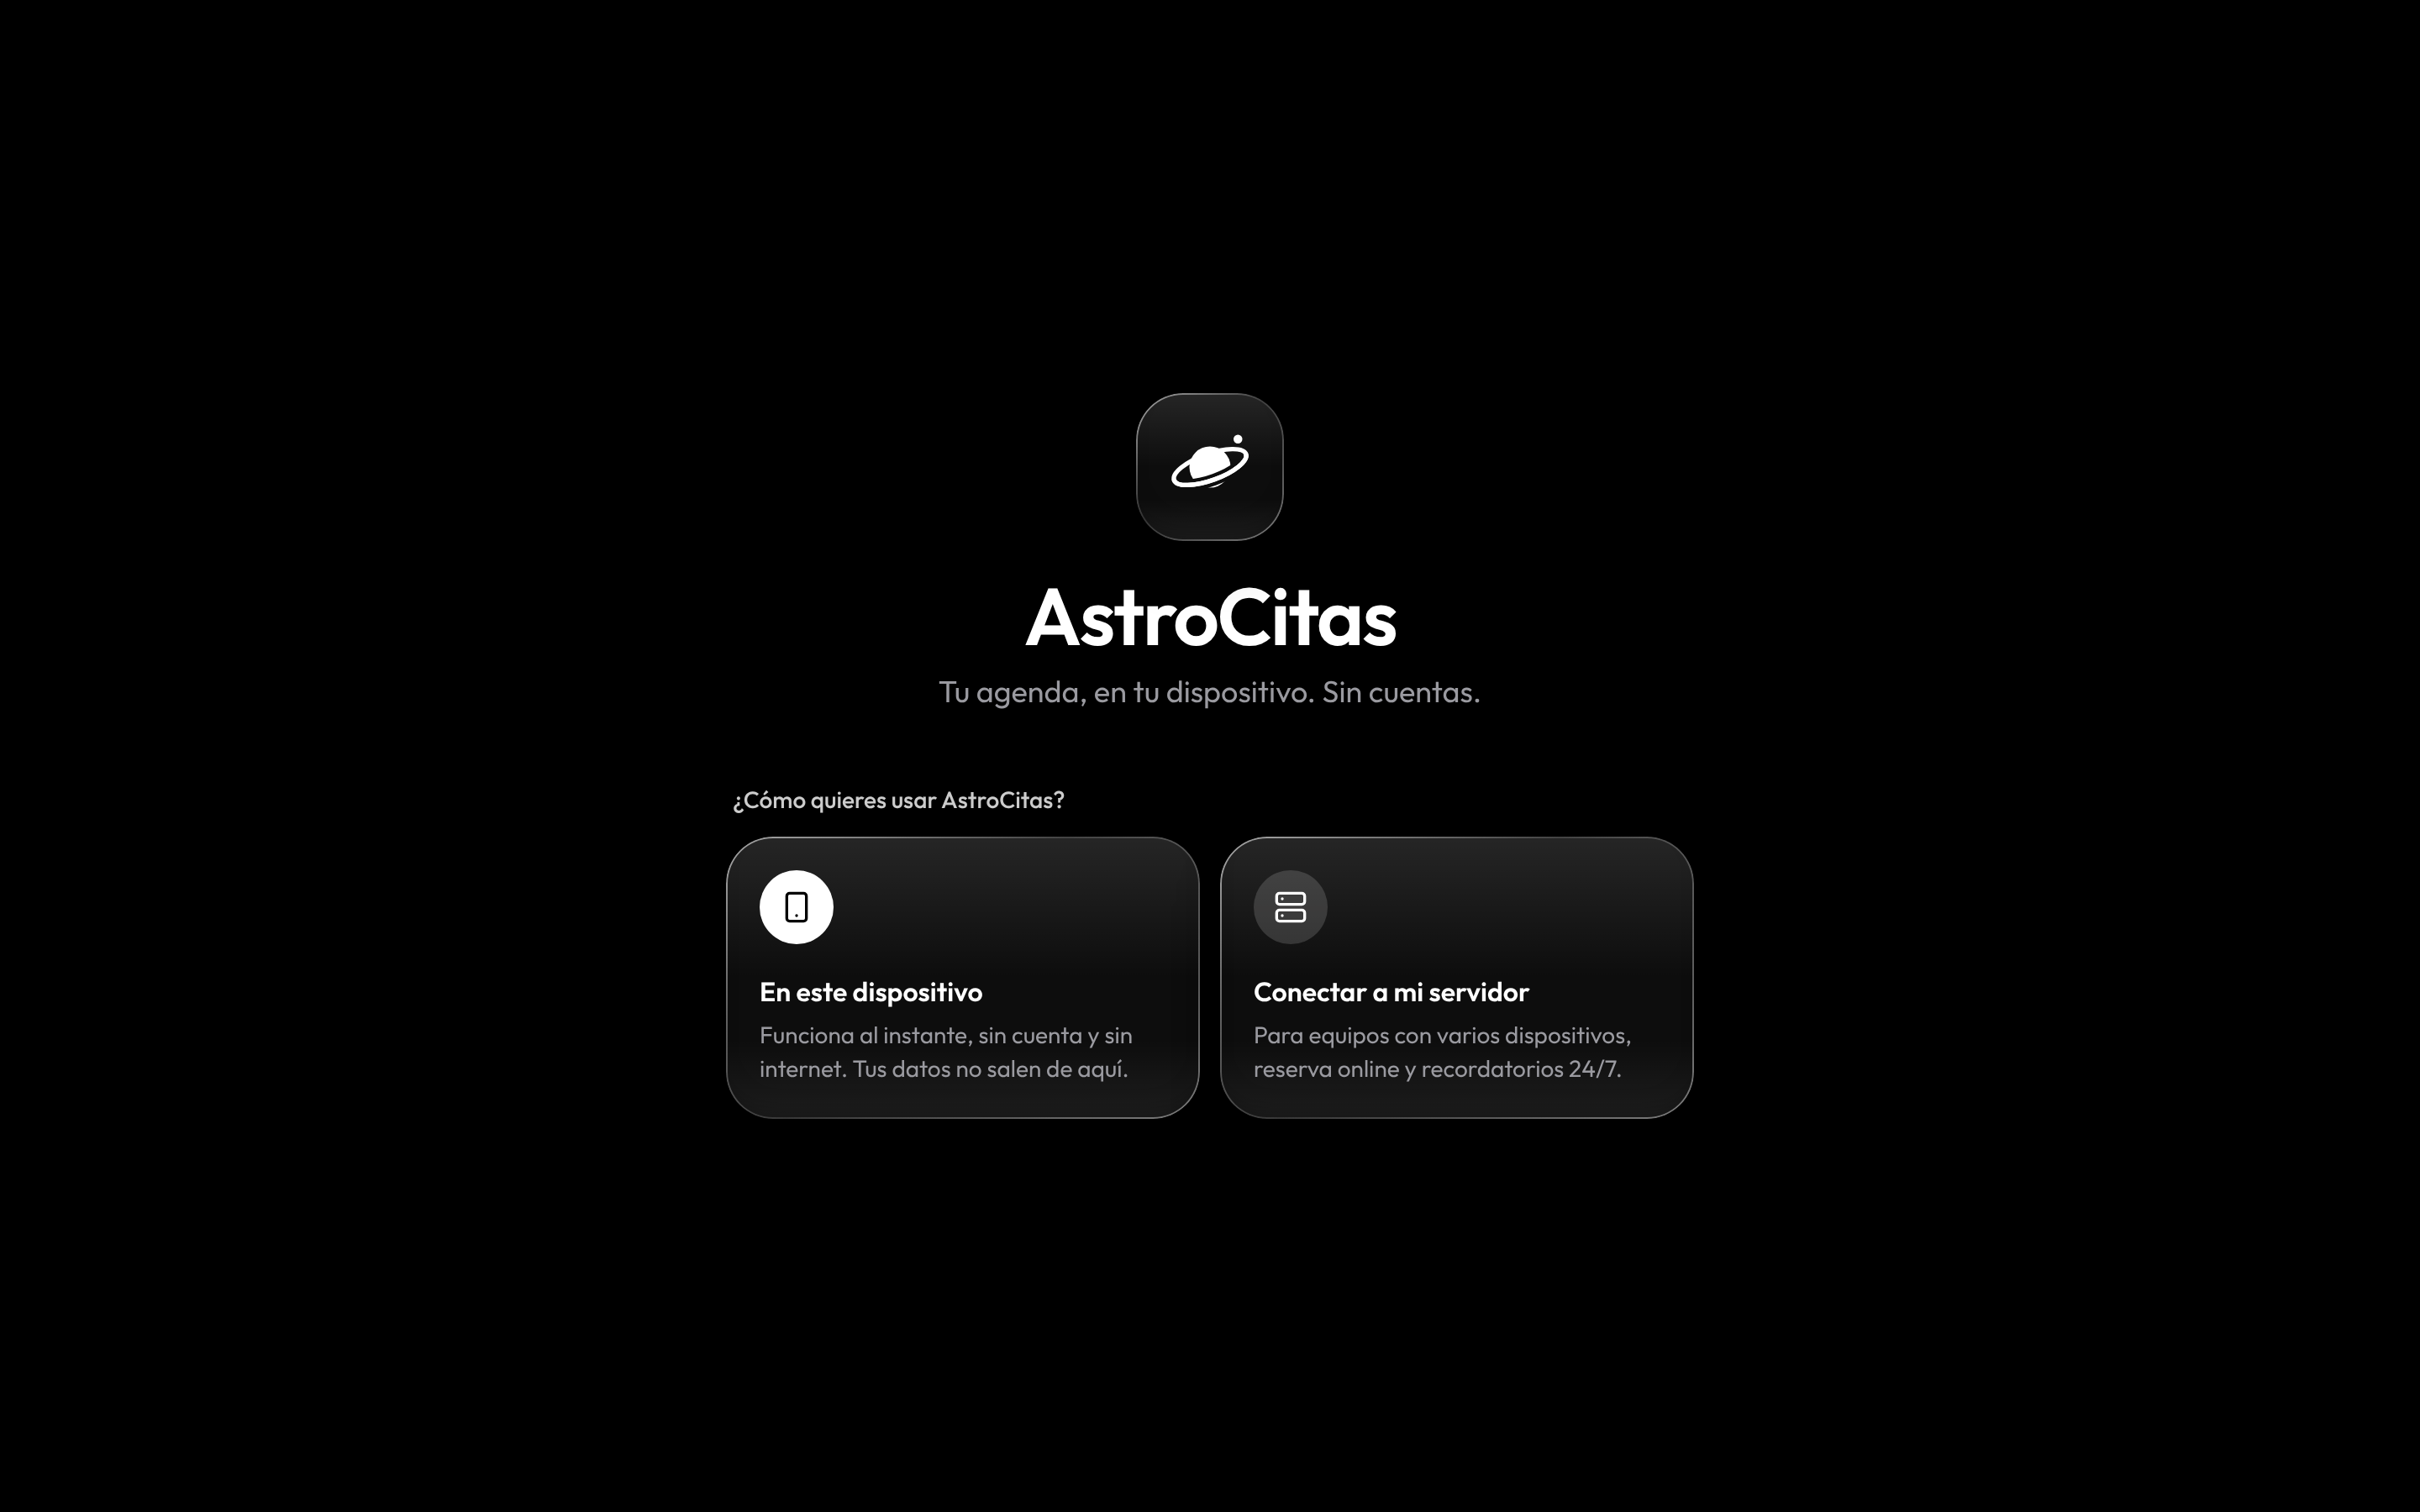 AstroCitas
Tu agenda, en tu dispositivo. Sin cuentas.
¿Cómo quieres usar AstroCitas?
En este dispositivo
Funciona al instante, sin cuenta y sin
internet. Tus datos no salen de aquí.
Conectar a mi servidor
Para equipos con varios dispositivos,
reserva online y recordatorios 24/7.